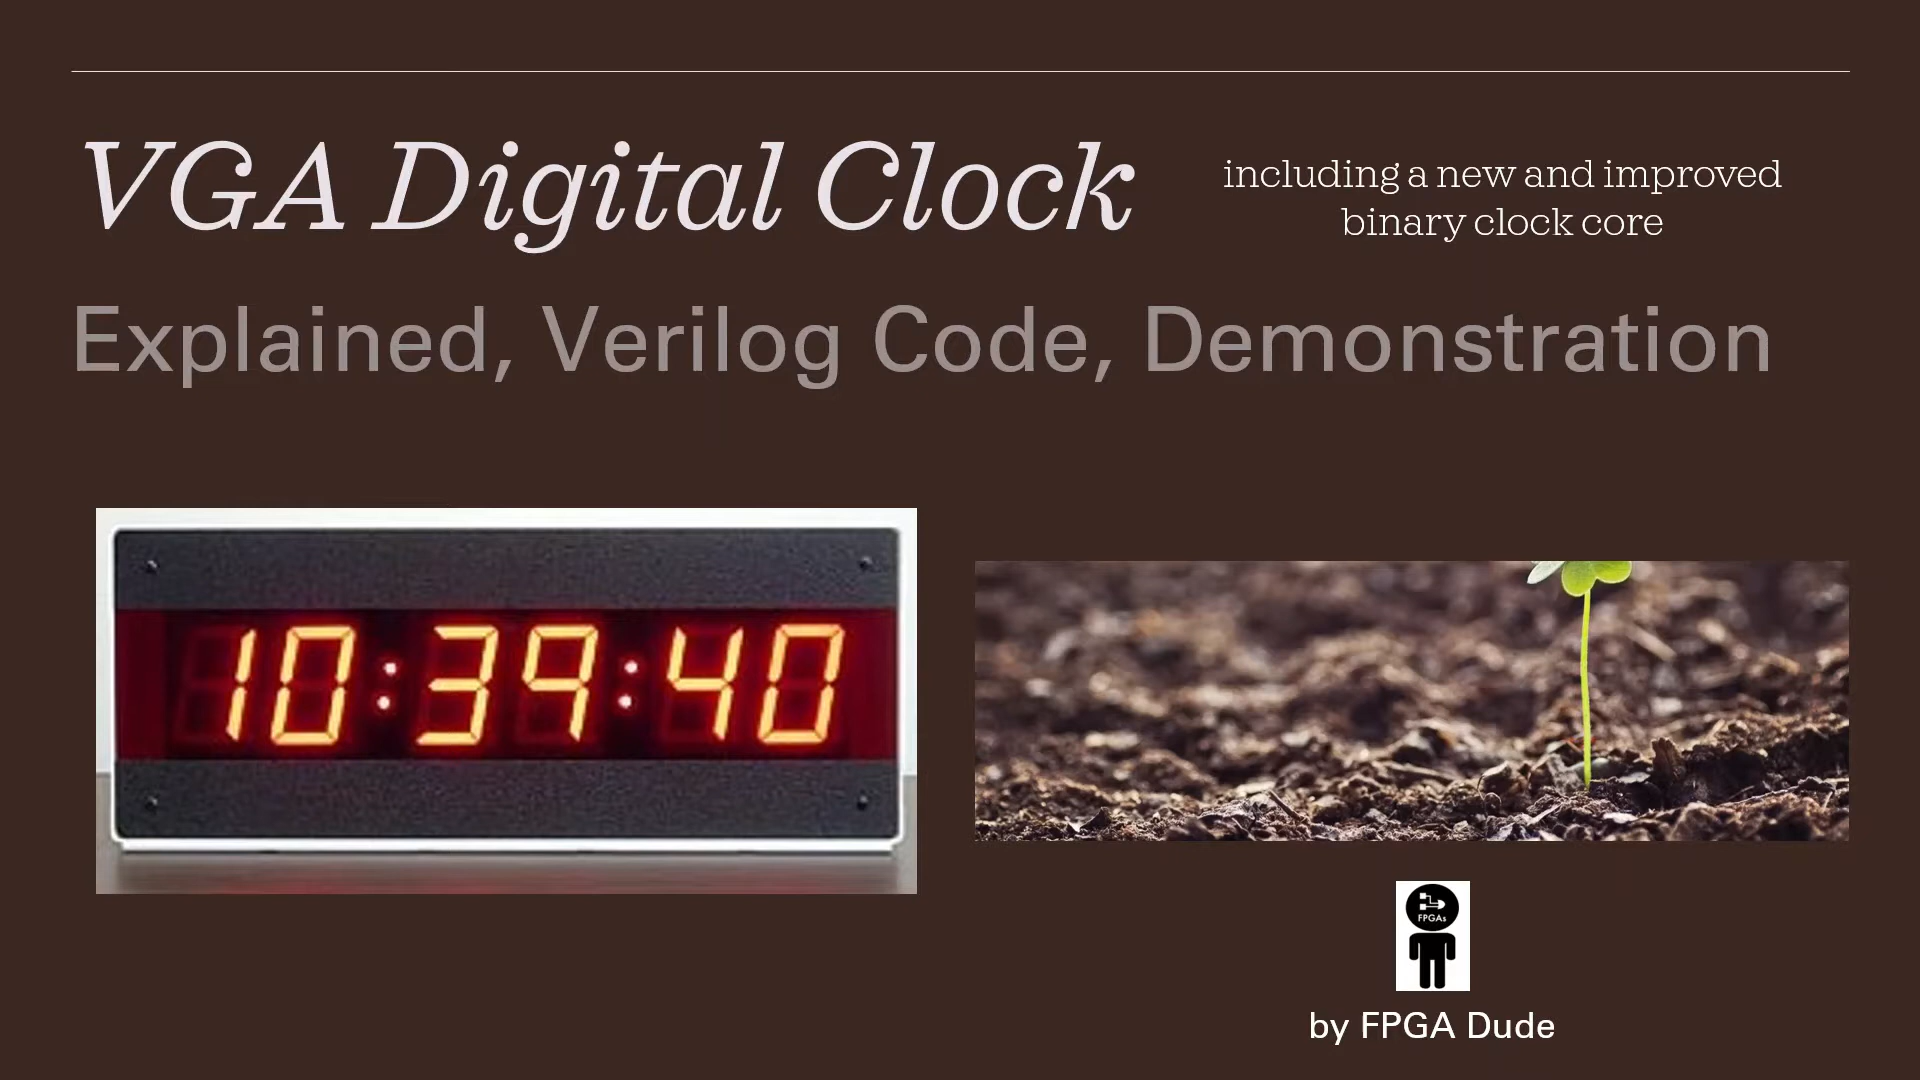 VGA Digital Clock
including a new and improved
binary clock core
Explained, Verilog Code, Demonstration
10:39:40
FPGAs
by FPGA Dude